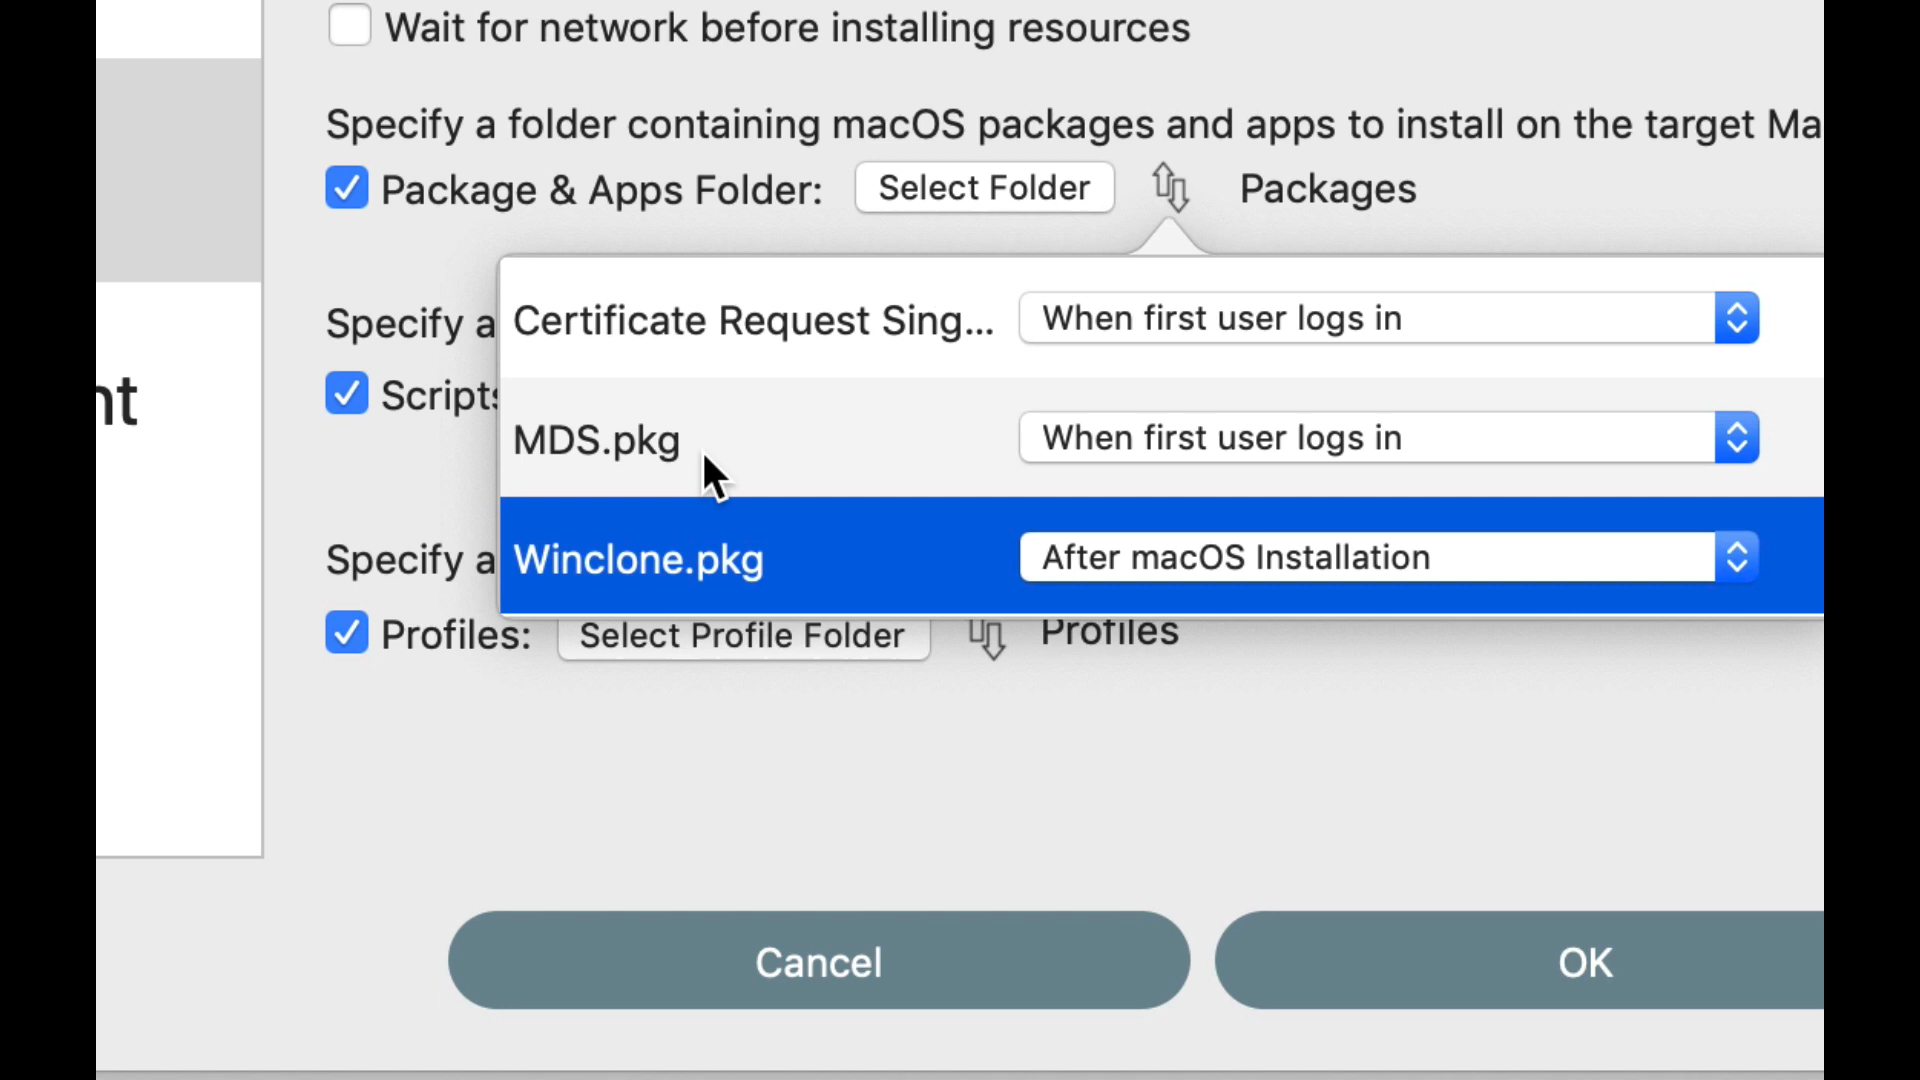 Wait for network before installing resources
Specify a folder containing macOS packages and apps to install on the target Ma
Package & Apps Folder: Select Folder Packages
Certificate Request Sing... When first user logs in
Specify a
nt
Scripts
MDS.pkg When first user logs in
Specify a
Winclone.pkg After macOS Installation
Profiles: Select Profile Folder Profiles
Cancel OK